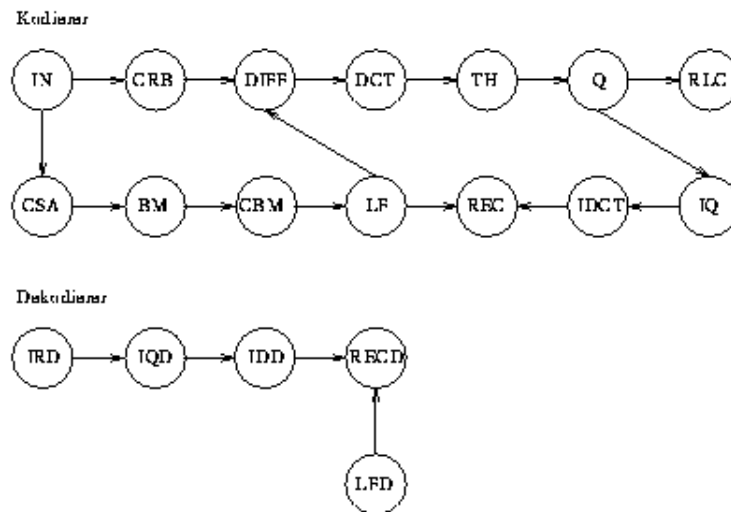 Kodierer
IN CRB DIFF DCT TH Q RLC
CSA BM CBM LF REC IDCT IQ
Dekodierer
IRD IQD IDD RECD
LFD